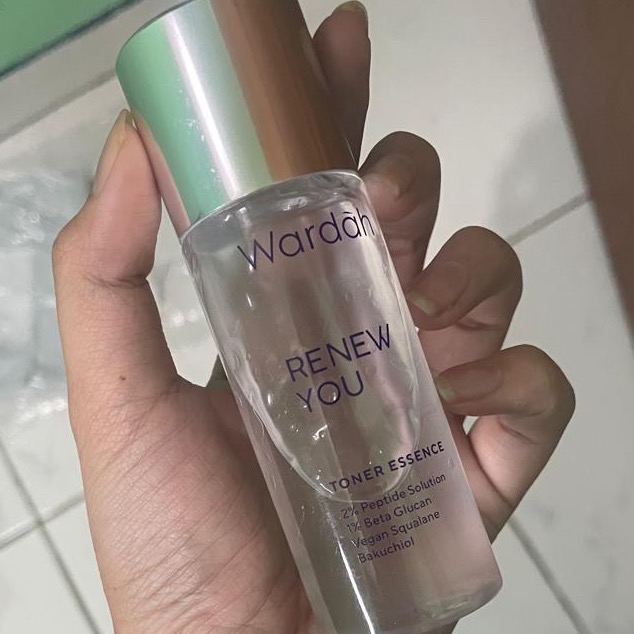 Wardah
RENEW
YOU
TONER ESSENCE
2% Peptide Solution
1% Beta Glucan
Vegan Squalane
Bakuchiol